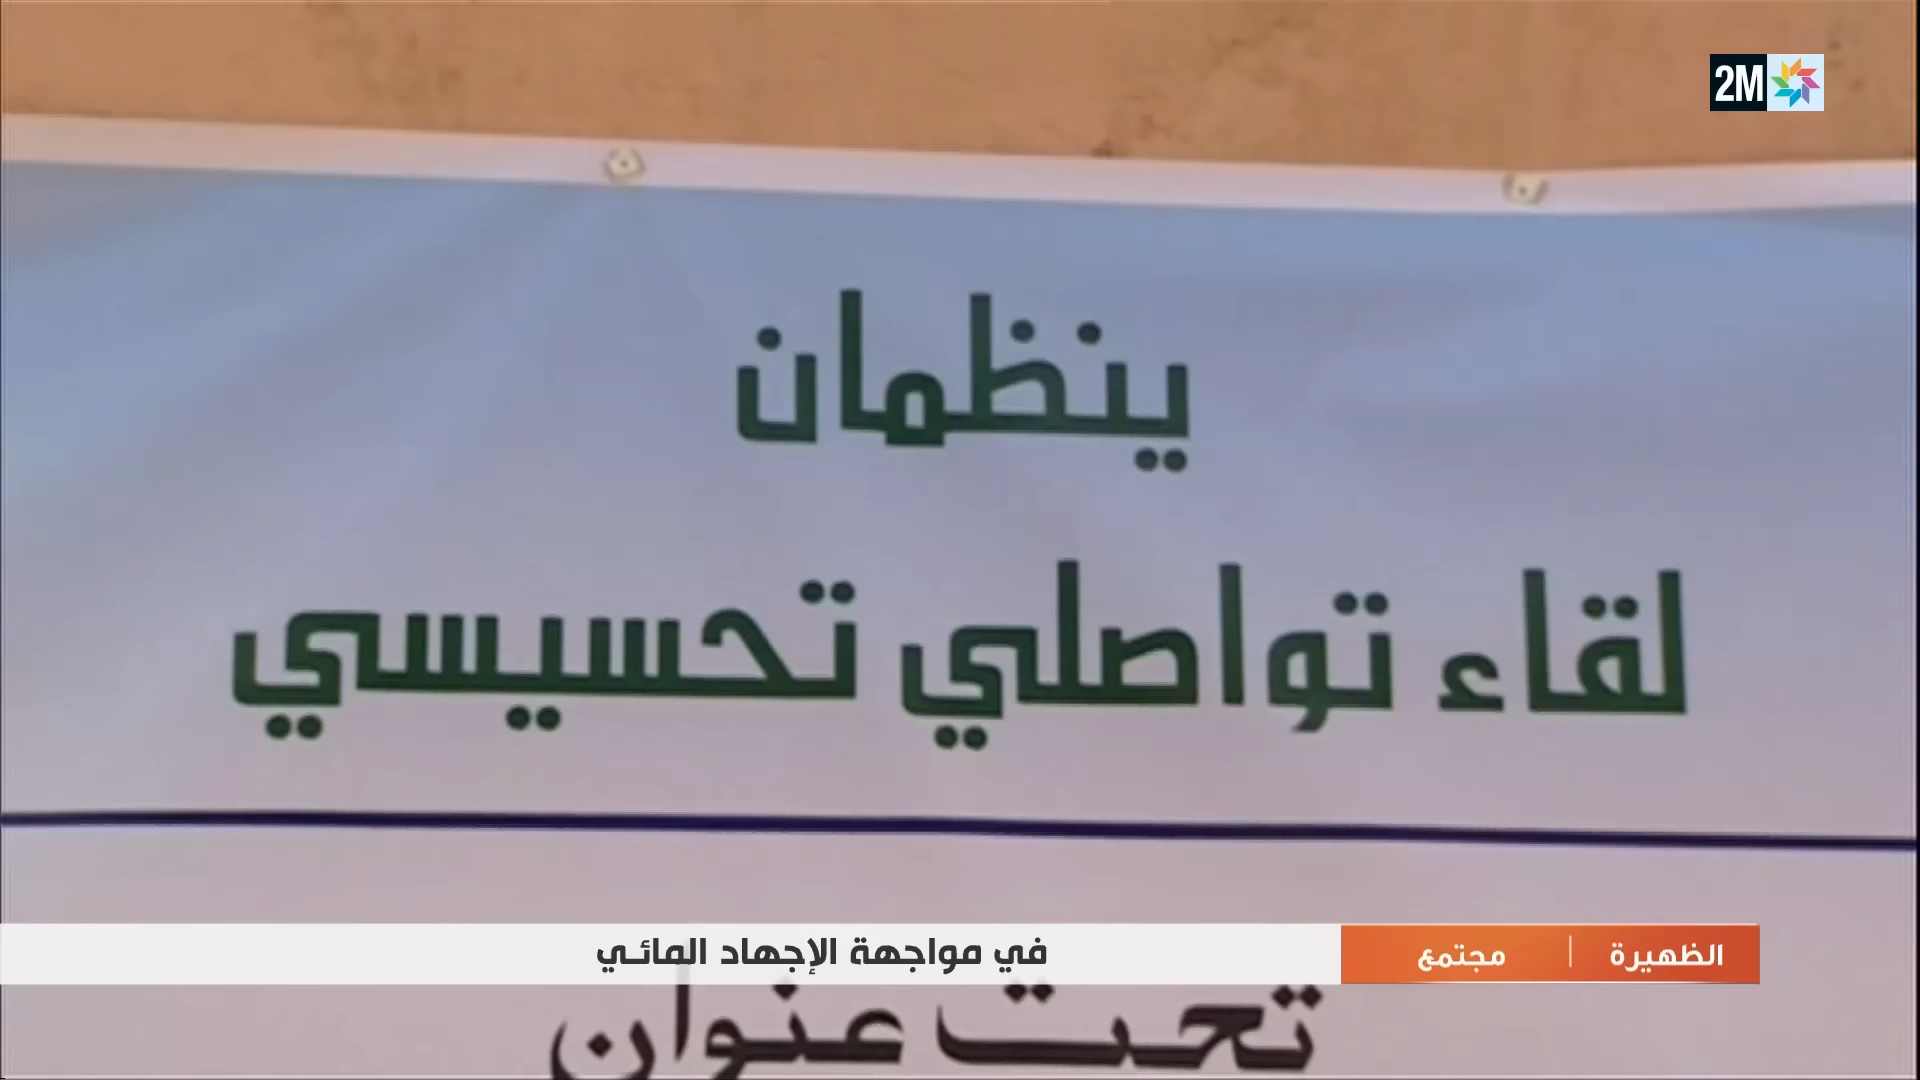 2M
ينظمان
لقاء تواصلي تحسيسي
الظهيرة | مجتمع
في مواجهة الإجهاد المائي
تحت عنوان